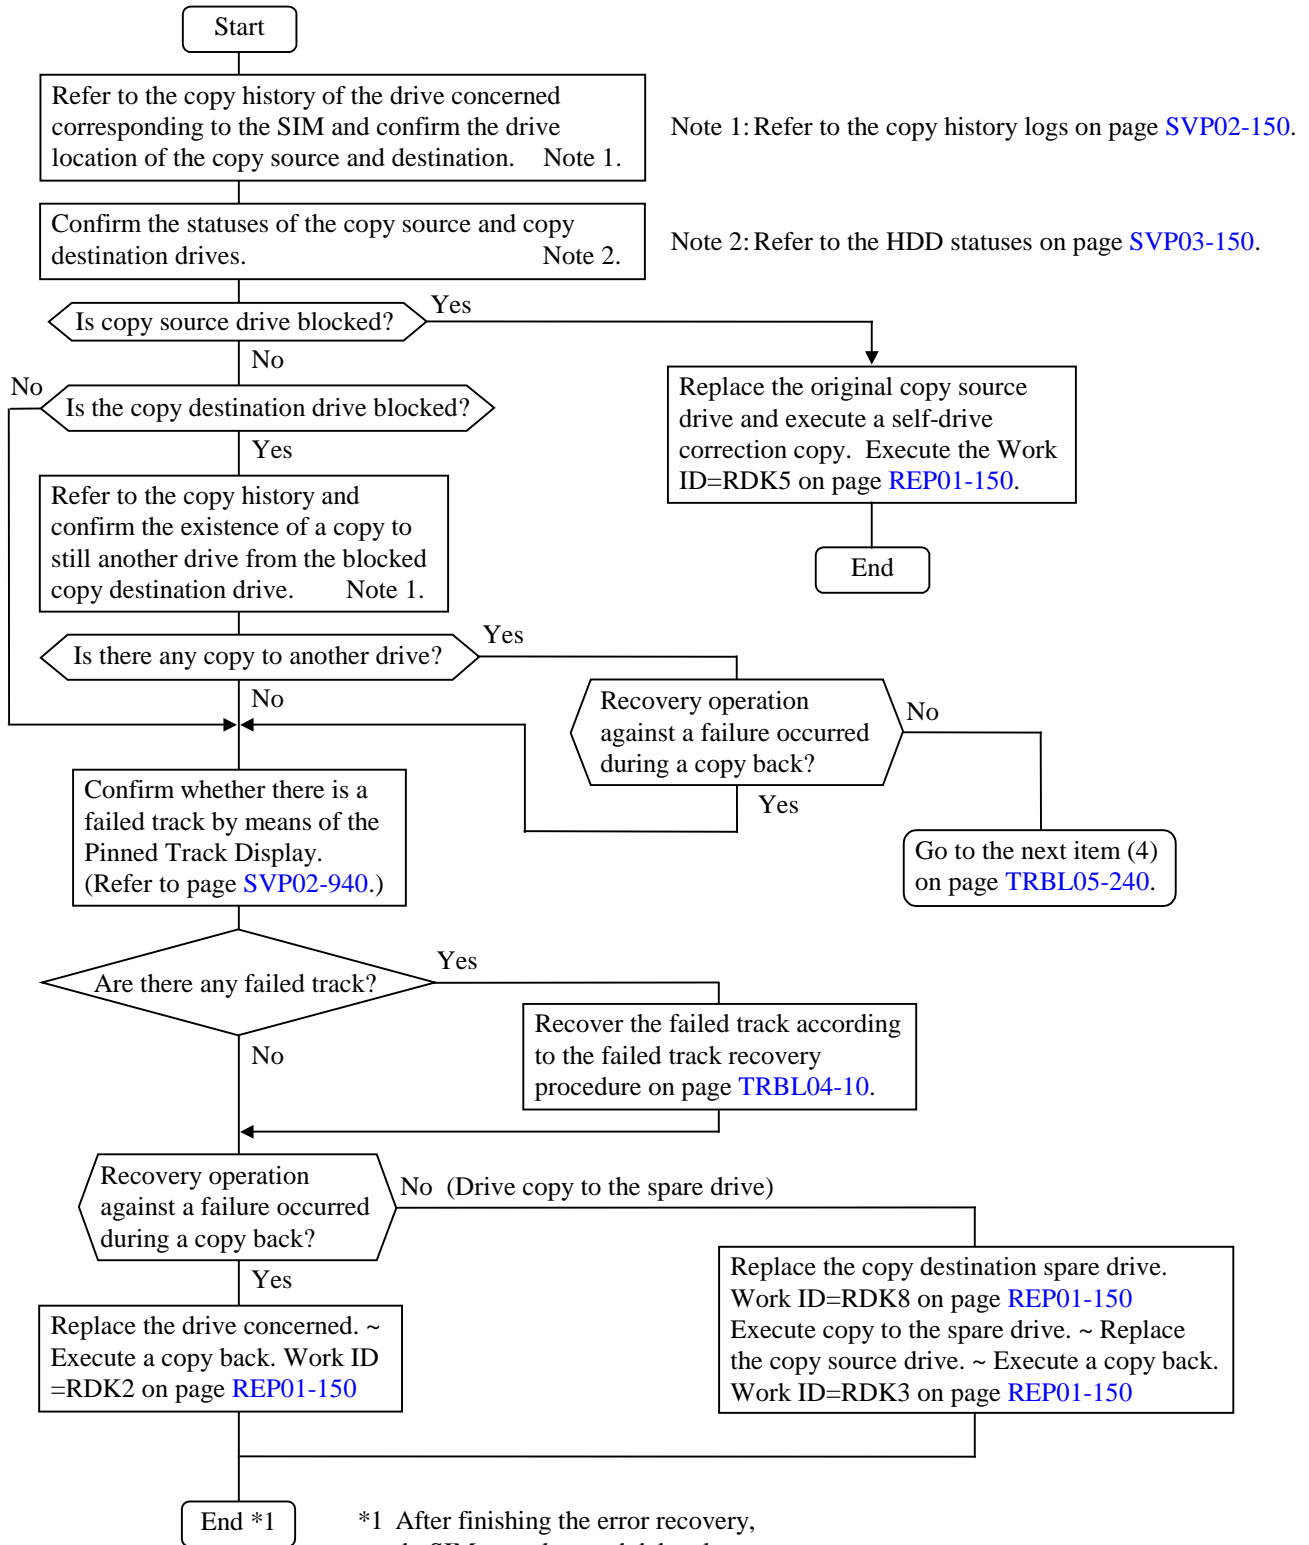 Start
Refer to the copy history of the drive concerned
corresponding to the SIM and confirm the drive
location of the copy source and destination. Note 1.
Note 1: Refer to the copy history logs on page SVP02-150.
Confirm the statuses of the copy source and copy
destination drives. Note 2.
Note 2: Refer to the HDD statuses on page SVP03-150.
Is copy source drive blocked?
Yes
No
Replace the original copy source
drive and execute a self-drive
correction copy. Execute the Work
ID=RDK5 on page REP01-150.
End
No
Is the copy destination drive blocked?
Yes
Refer to the copy history and
confirm the existence of a copy to
still another drive from the blocked
copy destination drive. Note 1.
Is there any copy to another drive?
Yes
No
Recovery operation
against a failure occurred
during a copy back?
No
Yes
Go to the next item (4)
on page TRBL05-240.
Confirm whether there is a
failed track by means of the
Pinned Track Display.
(Refer to page SVP02-940.)
Are there any failed track?
Yes
No
Recover the failed track according
to the failed track recovery
procedure on page TRBL04-10.
Recovery operation
against a failure occurred
during a copy back?
No (Drive copy to the spare drive)
Yes
Replace the drive concerned. ~
Execute a copy back. Work ID
=RDK2 on page REP01-150
Replace the copy destination spare drive.
Work ID=RDK8 on page REP01-150
Execute copy to the spare drive. ~ Replace
the copy source drive. ~ Execute a copy back.
Work ID=RDK3 on page REP01-150
End *1
*1 After finishing the error recovery,